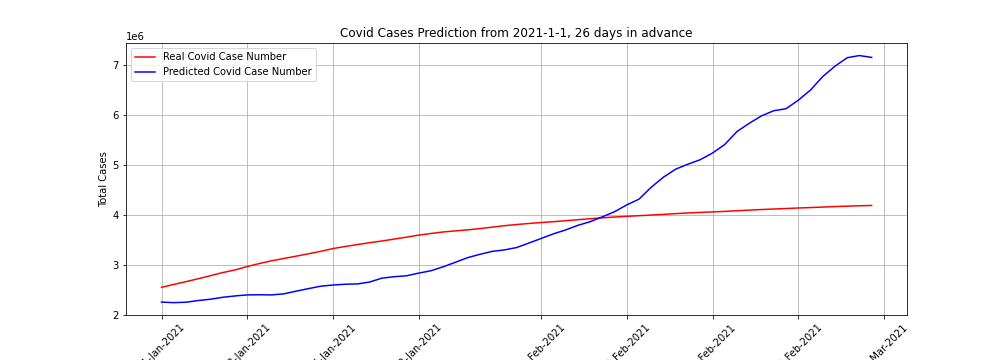 Covid Cases Prediction from 2021-1-1, 26 days in advance
1e6
Real Covid Case Number
Predicted Covid Case Number
7
6
5
4
3
2
Total Cases
-Jan-2021
-Jan-2021
-Jan-2021
-Jan-2021
Feb-2021
-Feb-2021
-Feb-2021
-Feb-2021
Mar-2021